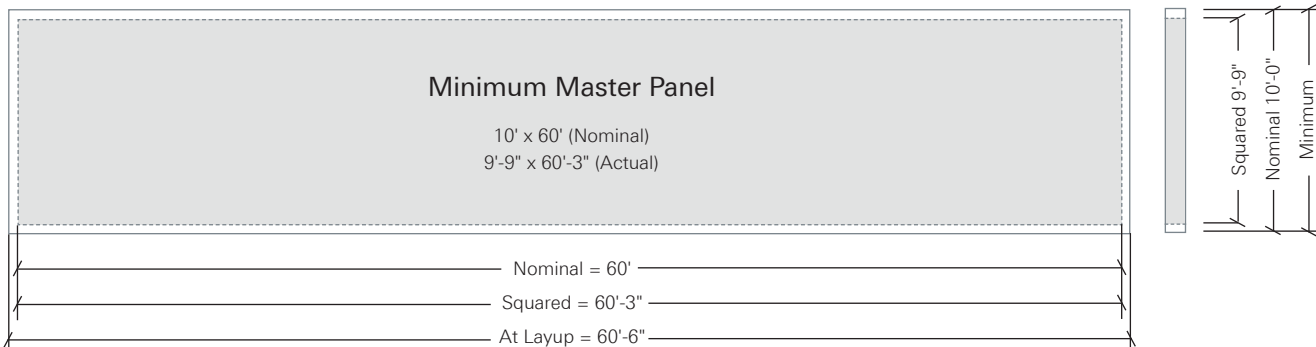 Minimum Master Panel
10' x 60' (Nominal)
9'-9" x 60'-3" (Actual)
Nominal = 60'
Squared = 60'-3"
At Layup = 60'-6"
Squared 9'-9"
Nominal 10'-0"
Minimum